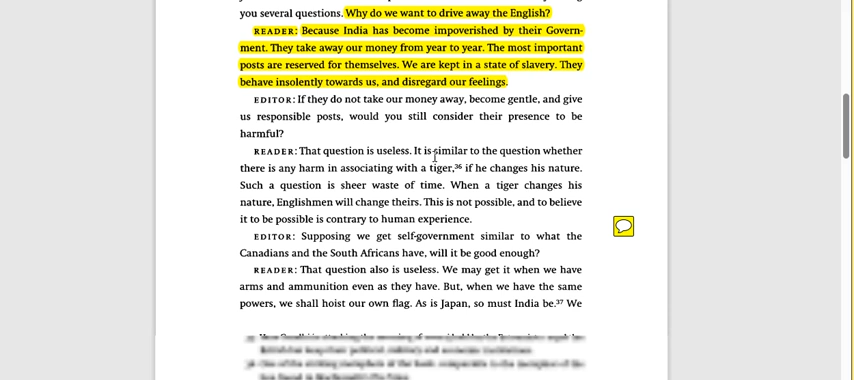 you several questions. Why do we want to drive away the English?
READER: Because India has become impoverished by their Govern-
ment. They take away our money from year to year. The most important
posts are reserved for themselves. We are kept in a state of slavery. They
behave insolently towards us, and disregard our feelings.
EDITOR: If they do not take our money away, become gentle, and give
us responsible posts, would you still consider their presence to be
harmful?
READER: That question is useless. It is similar to the question whether
there is any harm in associating with a tiger,³⁶ if he changes his nature.
Such a question is sheer waste of time. When a tiger changes his
nature, Englishmen will change theirs. This is not possible, and to believe
it to be possible is contrary to human experience.
EDITOR: Supposing we get self-government similar to what the
Canadians and the South Africans have, will it be good enough?
READER: That question also is useless. We may get it when we have
arms and ammunition even as they have. But, when we have the same
powers, we shall hoist our own flag. As is Japan, so must India be.³⁷ We